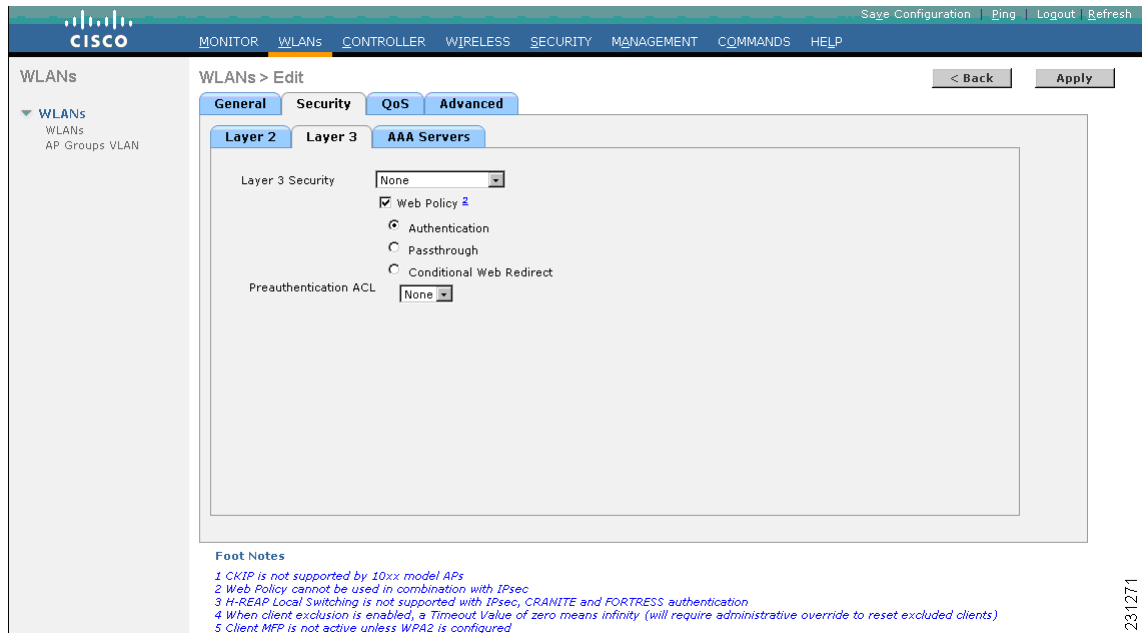 Save Configuration | Ping | Logout | Refresh
CISCO
MONITOR WLANs CONTROLLER WIRELESS SECURITY MANAGEMENT COMMANDS HELP
WLANs
WLANs > Edit
< Back
Apply
WLANs
WLANs
AP Groups VLAN
General Security QoS Advanced
Layer 2 Layer 3 AAA Servers
Layer 3 Security None
Web Policy 2
Authentication
Passthrough
Conditional Web Redirect
Preauthentication ACL None
Foot Notes
1 CKIP is not supported by 10xx model APs
2 Web Policy cannot be used in combination with IPsec
3 H-REAP Local Switching is not supported with IPsec, CRANITE and FORTRESS authentication
4 When client exclusion is enabled, a Timeout Value of zero means infinity (will require administrative override to reset excluded clients)
5 Client MFP is not active unless WPA2 is configured
231271